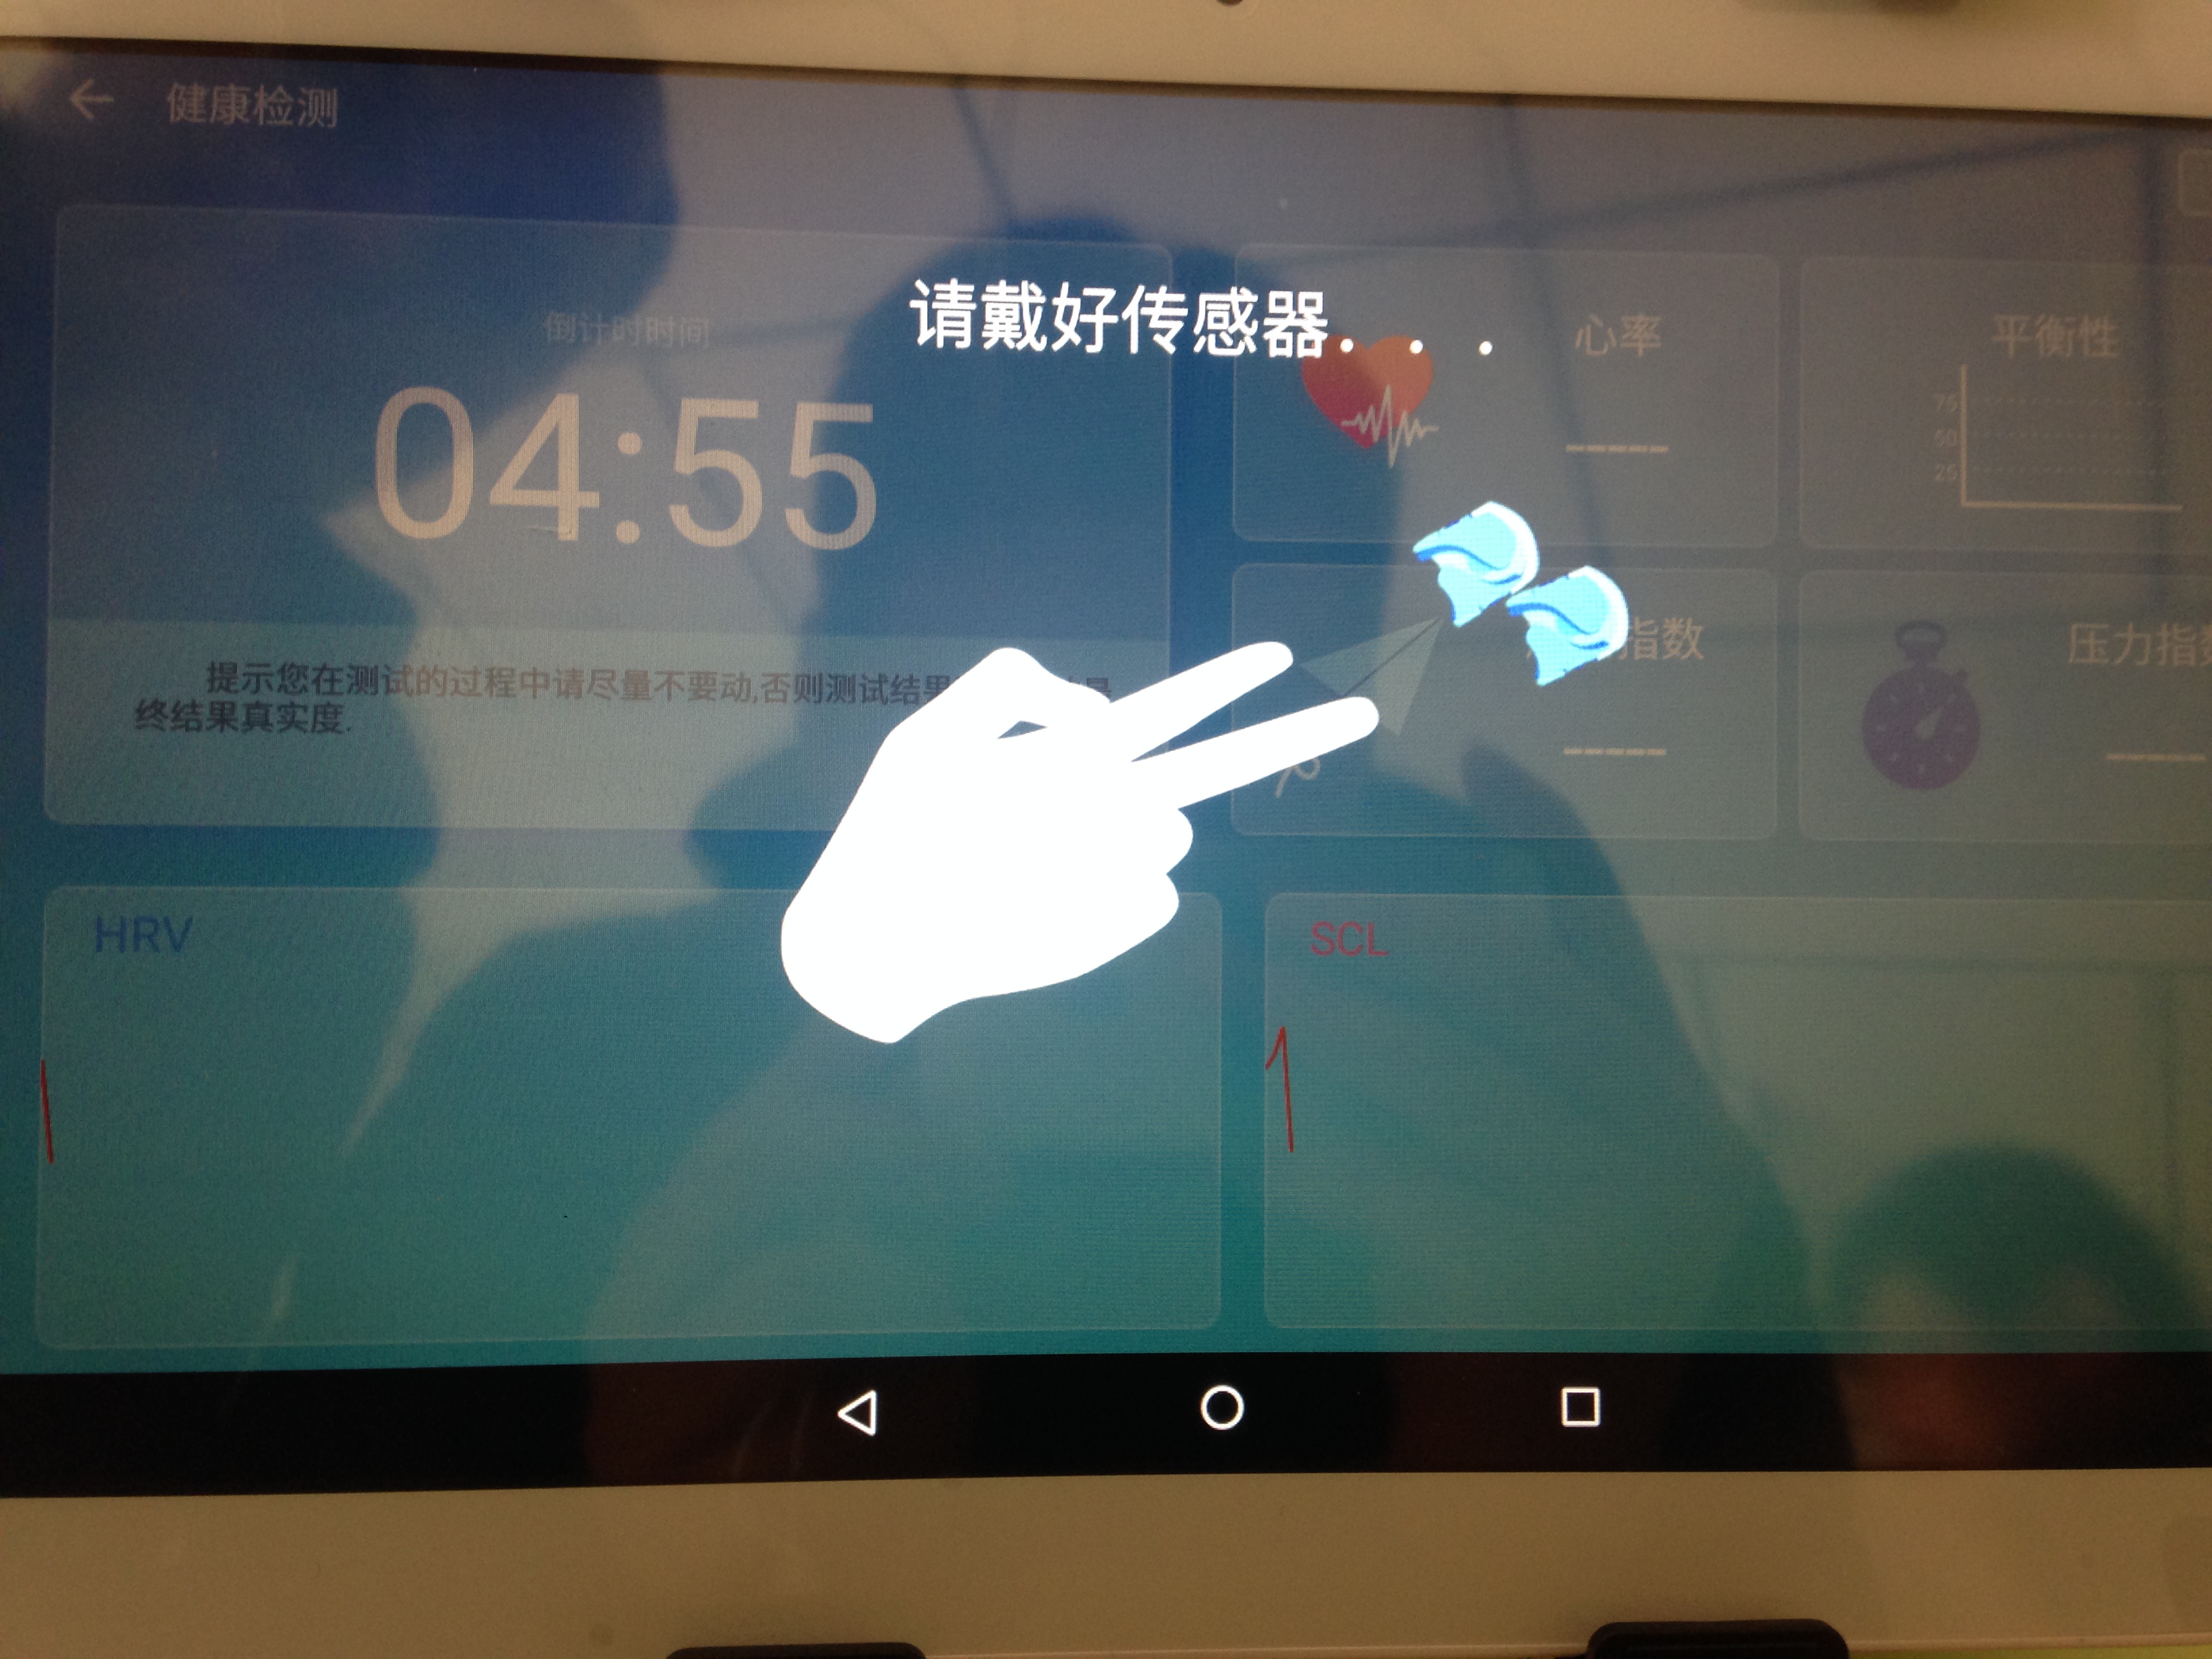 健康检测
请戴好传感器. . .
倒计时时间
04:55
提示您在测试的过程中请尽量不要动,否则测试结果
终结果真实度.
心率
-----
平衡性
75
50
25
指数
-----
压力指数
-----
HRV
SCL